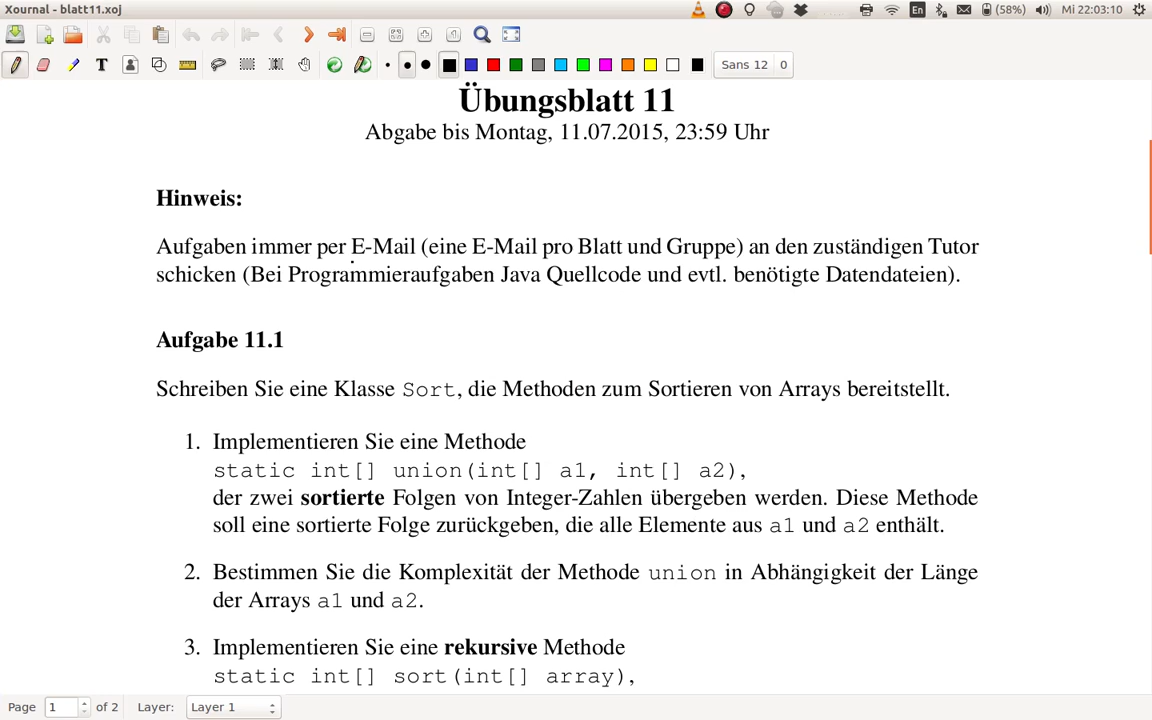 Xournal - blatt11.xoj
En
(58%)
Mi 22:03:10
T
Sans 12 0
Übungsblatt 11
Abgabe bis Montag, 11.07.2015, 23:59 Uhr
Hinweis:
Aufgaben immer per E-Mail (eine E-Mail pro Blatt und Gruppe) an den zuständigen Tutor
schicken (Bei Programmieraufgaben Java Quellcode und evtl. benötigte Datendateien).
Aufgabe 11.1
Schreiben Sie eine Klasse Sort, die Methoden zum Sortieren von Arrays bereitstellt.
1. Implementieren Sie eine Methode
static int[] union(int[] a1, int[] a2),
der zwei sortierte Folgen von Integer-Zahlen übergeben werden. Diese Methode
soll eine sortierte Folge zurückgeben, die alle Elemente aus a1 und a2 enthält.
2. Bestimmen Sie die Komplexität der Methode union in Abhängigkeit der Länge
der Arrays a1 und a2.
3. Implementieren Sie eine rekursive Methode
static int[] sort(int[] array),
Page 1 of 2 Layer: Layer 1